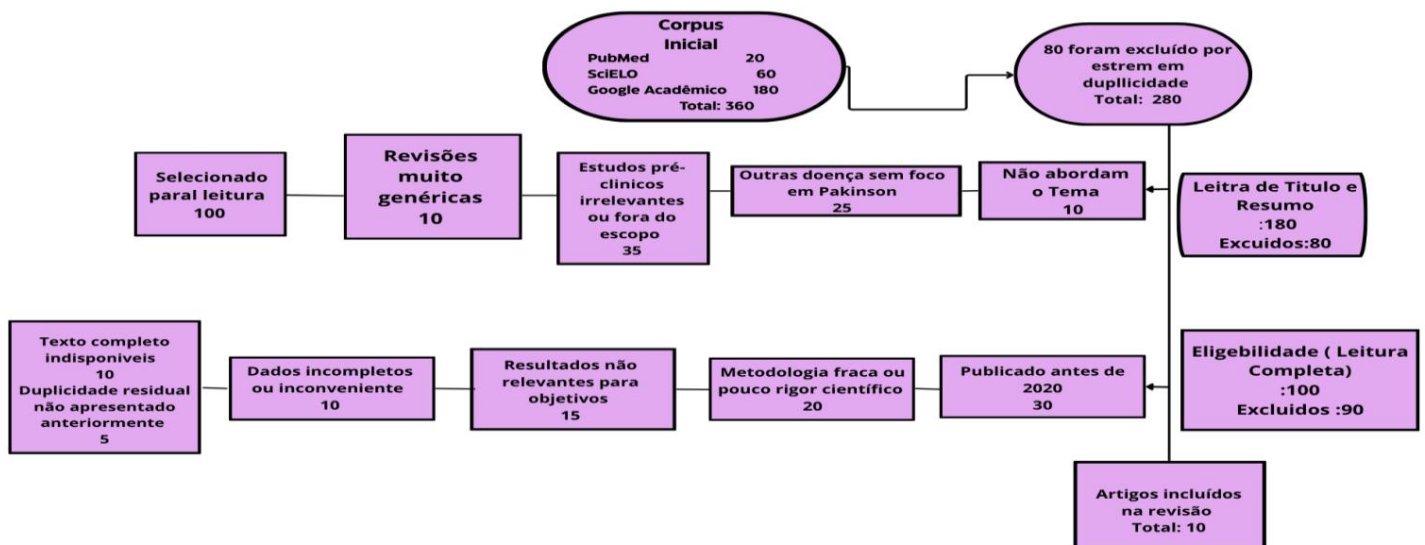 Corpus
Inicial
PubMed 20
SciELO 60
Google Acadêmico 180
Total: 360
80 foram excluído por
estrem em
dupllicidade
Total: 280
Selecionado
paral leitura
100
Revisões
muito
genéricas
10
Estudos pré-
clinicos
irrelevantes
ou fora do
escopo
35
Outras doença sem foco
em Pakinson
25
Não abordam
o Tema
10
Leitra de Titulo e
Resumo
:180
Excuidos:80
Texto completo
indisponiveis
10
Duplicidade residual
não apresentado
anteriormente
5
Dados incompletos
ou inconveniente
10
Resultados não
relevantes para
objetivos
15
Metodologia fraca ou
pouco rigor científico
20
Publicado antes de
2020
30
Eligebilidade ( Leitura
Completa)
:100
Excluidos :90
Artigos incluídos
na revisão
Total: 10